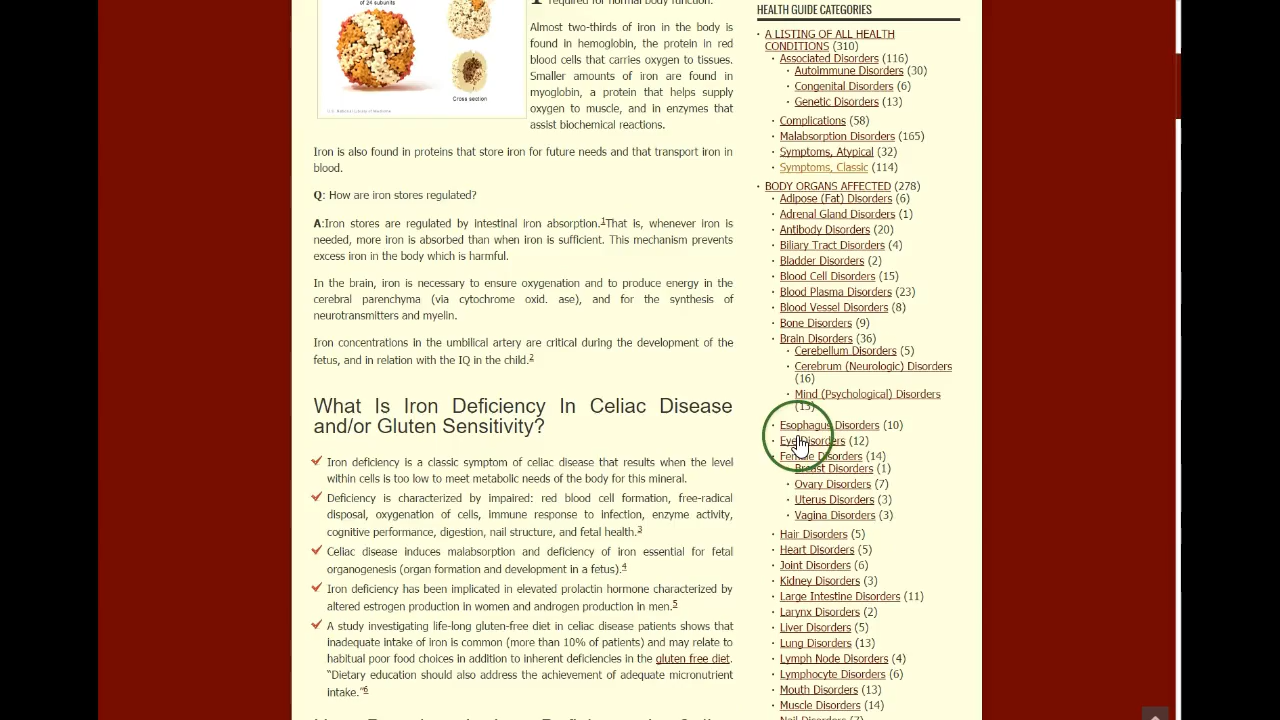 of 24 subunits
Cross section
U.S. National Library of Medicine
required for normal body function.
Almost two-thirds of iron in the body is
found in hemoglobin, the protein in red
blood cells that carries oxygen to tissues.
Smaller amounts of iron are found in
myoglobin, a protein that helps supply
oxygen to muscle, and in enzymes that
assist biochemical reactions.
Iron is also found in proteins that store iron for future needs and that transport iron in
blood.
Q: How are iron stores regulated?
A:Iron stores are regulated by intestinal iron absorption.1That is, whenever iron is
needed, more iron is absorbed than when iron is sufficient. This mechanism prevents
excess iron in the body which is harmful.
In the brain, iron is necessary to ensure oxygenation and to produce energy in the
cerebral parenchyma (via cytochrome oxid. ase), and for the synthesis of
neurotransmitters and myelin.
Iron concentrations in the umbilical artery are critical during the development of the
fetus, and in relation with the IQ in the child.2
What Is Iron Deficiency In Celiac Disease
and/or Gluten Sensitivity?
Iron deficiency is a classic symptom of celiac disease that results when the level
within cells is too low to meet metabolic needs of the body for this mineral.
Deficiency is characterized by impaired: red blood cell formation, free-radical
disposal, oxygenation of cells, immune response to infection, enzyme activity,
cognitive performance, digestion, nail structure, and fetal health.3
Celiac disease induces malabsorption and deficiency of iron essential for fetal
organogenesis (organ formation and development in a fetus).4
Iron deficiency has been implicated in elevated prolactin hormone characterized by
altered estrogen production in women and androgen production in men.5
A study investigating life-long gluten-free diet in celiac disease patients shows that
inadequate intake of iron is common (more than 10% of patients) and may relate to
habitual poor food choices in addition to inherent deficiencies in the gluten free diet.
"Dietary education should also address the achievement of adequate micronutrient
intake."6
HEALTH GUIDE CATEGORIES
A LISTING OF ALL HEALTH
CONDITIONS (310)
Associated Disorders (116)
Autoimmune Disorders (30)
Congenital Disorders (6)
Genetic Disorders (13)
Complications (58)
Malabsorption Disorders (165)
Symptoms, Atypical (32)
Symptoms, Classic (114)
BODY ORGANS AFFECTED (278)
Adipose (Fat) Disorders (6)
Adrenal Gland Disorders (1)
Antibody Disorders (20)
Biliary Tract Disorders (4)
Bladder Disorders (2)
Blood Cell Disorders (15)
Blood Plasma Disorders (23)
Blood Vessel Disorders (8)
Bone Disorders (9)
Brain Disorders (36)
Cerebellum Disorders (5)
Cerebrum (Neurologic) Disorders
(16)
Mind (Psychological) Disorders
(15)
Esophagus Disorders (10)
Eye Disorders (12)
Female Disorders (14)
Breast Disorders (1)
Ovary Disorders (7)
Uterus Disorders (3)
Vagina Disorders (3)
Hair Disorders (5)
Heart Disorders (5)
Joint Disorders (6)
Kidney Disorders (3)
Large Intestine Disorders (11)
Larynx Disorders (2)
Liver Disorders (5)
Lung Disorders (13)
Lymph Node Disorders (4)
Lymphocyte Disorders (6)
Mouth Disorders (13)
Muscle Disorders (14)
Nail Disorders (7)